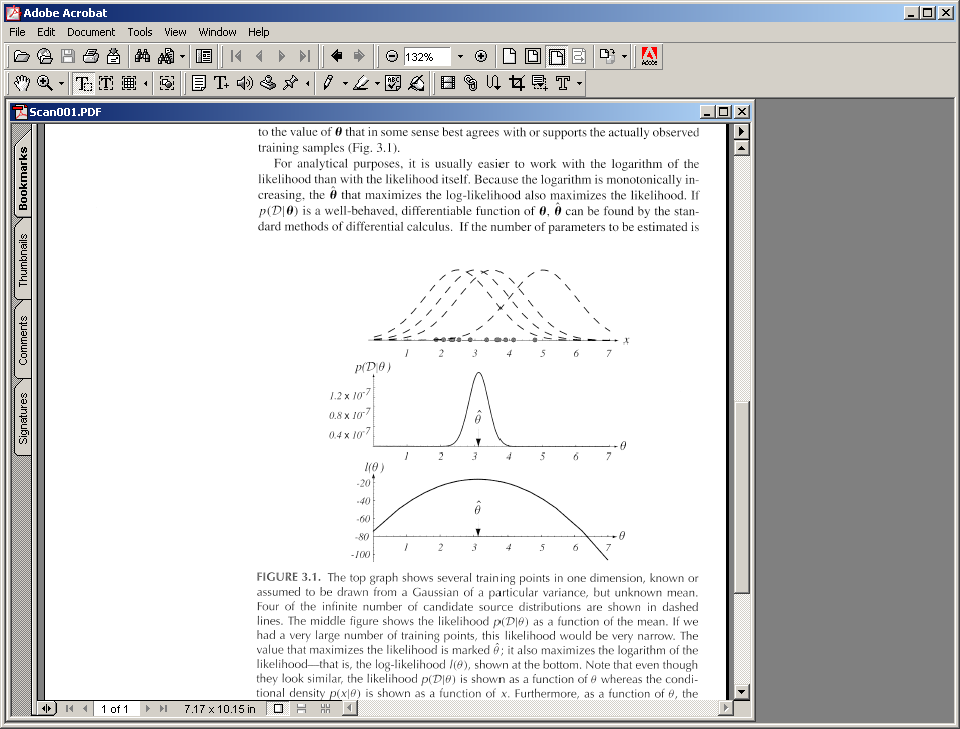 Adobe Acrobat
File Edit Document Tools View Window Help
132%
Adobe
Scan001.PDF
Bookmarks
Thumbnails
Comments
Signatures
to the value of θ that in some sense best agrees with or supports the actually observed
training samples (Fig. 3.1).
For analytical purposes, it is usually easier to work with the logarithm of the
likelihood than with the likelihood itself. Because the logarithm is monotonically in-
creasing, the θ̂ that maximizes the log-likelihood also maximizes the likelihood. If
p(𝒟|θ) is a well-behaved, differentiable function of θ, θ̂ can be found by the stan-
dard methods of differential calculus. If the number of parameters to be estimated is
x
1 2 3 4 5 6 7
p(𝒟|θ)
1.2 x 10⁻⁷
0.8 x 10⁻⁷
0.4 x 10⁻⁷
θ̂
θ
1 2 3 4 5 6 7
l(θ)
-20
-40
-60
-80
-100
θ̂
θ
1 2 3 4 5 6 7
FIGURE 3.1. The top graph shows several training points in one dimension, known or
assumed to be drawn from a Gaussian of a particular variance, but unknown mean.
Four of the infinite number of candidate source distributions are shown in dashed
lines. The middle figure shows the likelihood p(𝒟|θ) as a function of the mean. If we
had a very large number of training points, this likelihood would be very narrow. The
value that maximizes the likelihood is marked θ̂; it also maximizes the logarithm of the
likelihood—that is, the log-likelihood l(θ), shown at the bottom. Note that even though
they look similar, the likelihood p(𝒟|θ) is shown as a function of θ whereas the condi-
tional density p(x|θ) is shown as a function of x. Furthermore, as a function of θ, the
1 of 1
7.17 x 10.15 in